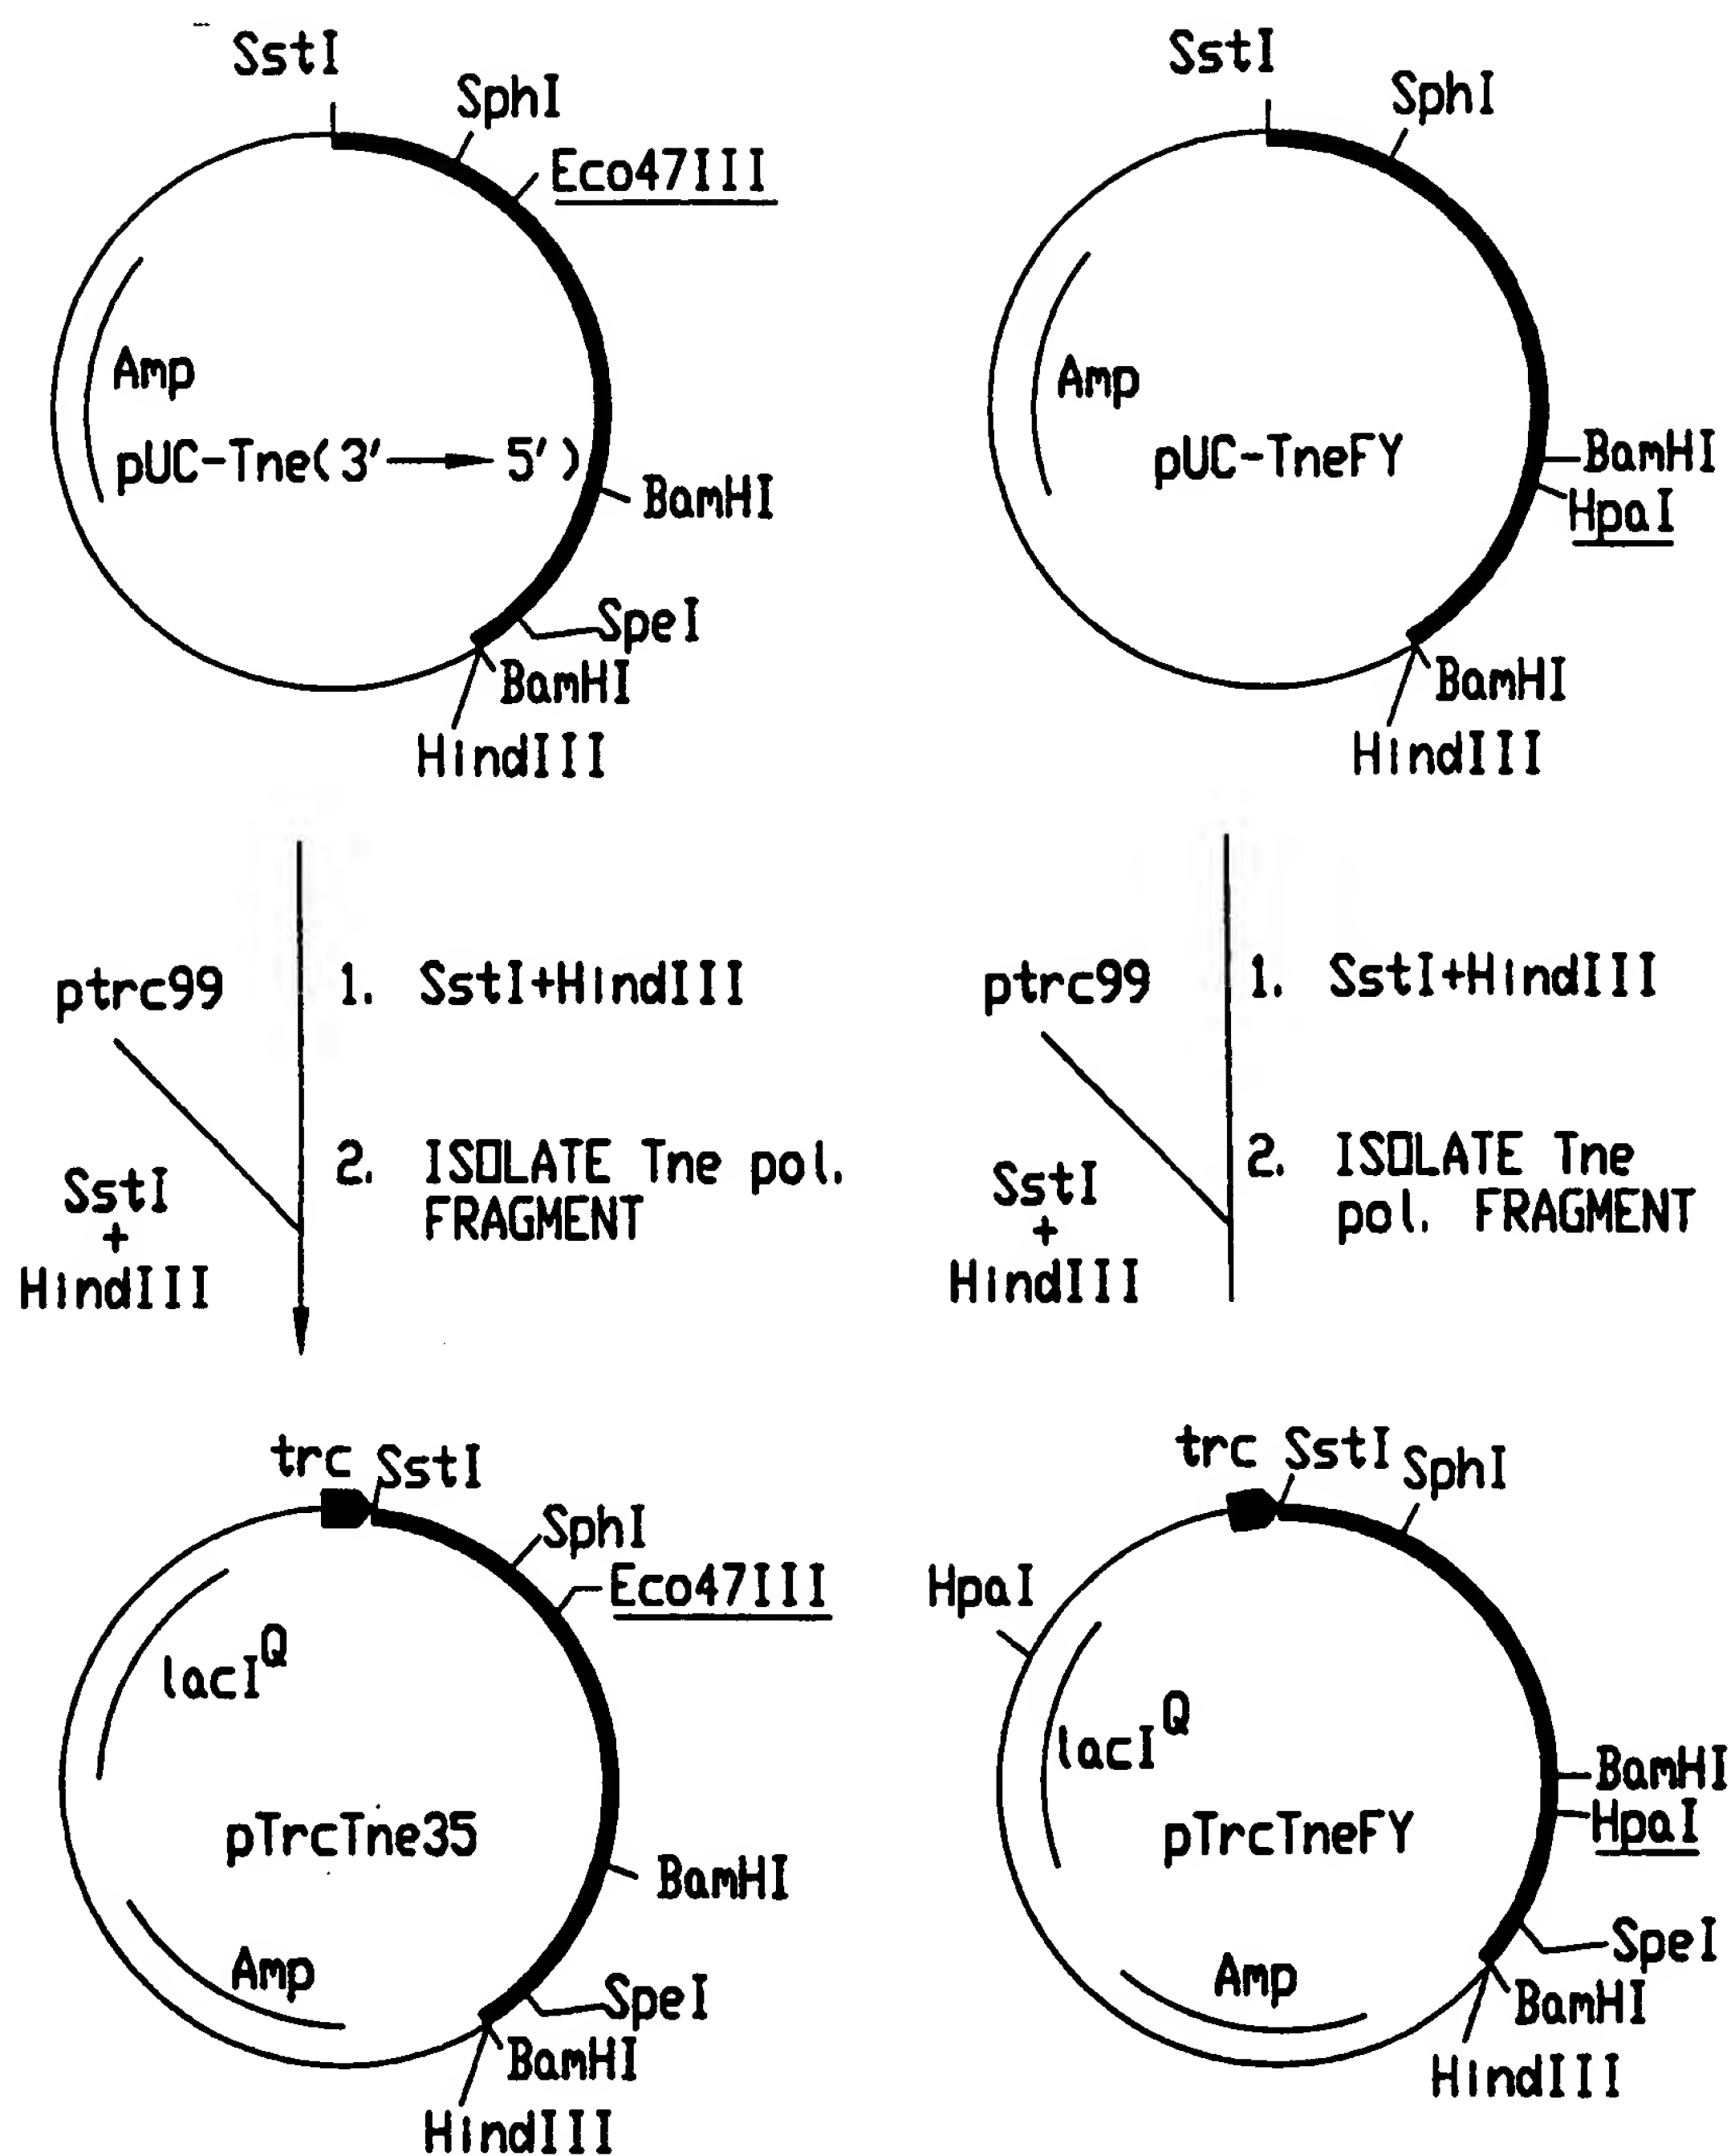 SstI
SphI
Eco47III
Amp
pUC-Tne(3′ → 5′)
BamHI
SpeI
BamHI
HindIII
SstI
SphI
Amp
pUC-TneFY
BamHI
HpaI
BamHI
HindIII
ptrc99
1. SstI+HindIII
2. ISOLATE Tne pol.
FRAGMENT
SstI
+
HindIII
ptrc99
1. SstI+HindIII
2. ISOLATE Tne
pol. FRAGMENT
SstI
+
HindIII
trc SstI
SphI
Eco47III
lacI^Q
pTrcTne35
BamHI
Amp
SpeI
BamHI
HindIII
trc SstI SphI
HpaI
lacI^Q
pTrcTneFY
BamHI
HpaI
Amp
SpeI
BamHI
HindIII